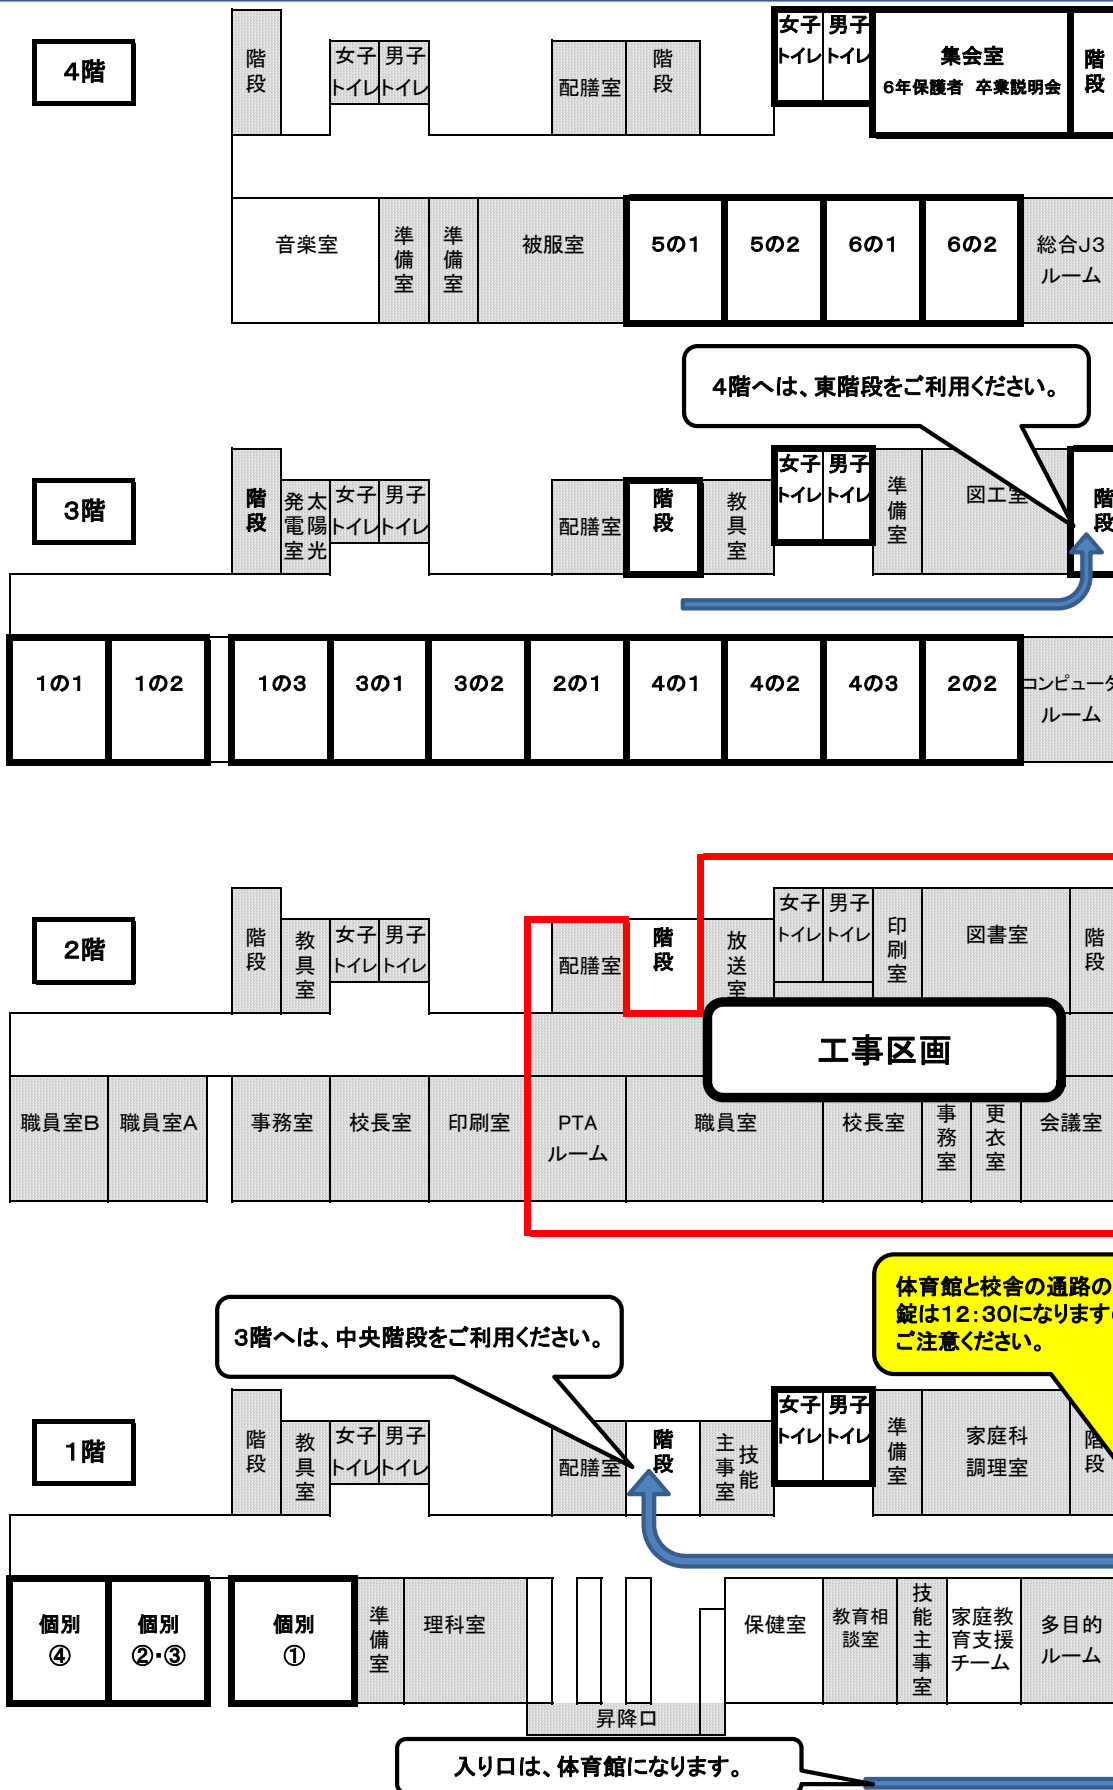 4階
階段
女子トイレ
男子トイレ
配膳室
階段
女子トイレ
男子トイレ
集会室
6年保護者 卒業説明会
階段
音楽室
準備室
準備室
被服室
5の1
5の2
6の1
6の2
総合J3
ルーム
4階へは、東階段をご利用ください。
3階
階段
太陽光
発電室
女子トイレ
男子トイレ
配膳室
階段
教具室
女子トイレ
男子トイレ
準備室
図工室
階段
1の1
1の2
1の3
3の1
3の2
2の1
4の1
4の2
4の3
2の2
コンピュータ
ルーム
2階
階段
教具室
女子トイレ
男子トイレ
配膳室
階段
放送室
女子トイレ
男子トイレ
印刷室
図書室
階段
工事区画
職員室B
職員室A
事務室
校長室
印刷室
PTA
ルーム
職員室
校長室
事務室
更衣室
会議室
体育館と校舎の通路の
錠は12:30になります
ご注意ください。
3階へは、中央階段をご利用ください。
1階
階段
教具室
女子トイレ
男子トイレ
配膳室
階段
技能
主事室
女子トイレ
男子トイレ
準備室
家庭科
調理室
階段
個別
④
個別
②・③
個別
①
準備室
理科室
保健室
教育相
談室
技能主事室
家庭教
育支援
チーム
多目的
ルーム
昇降口
入り口は、体育館になります。